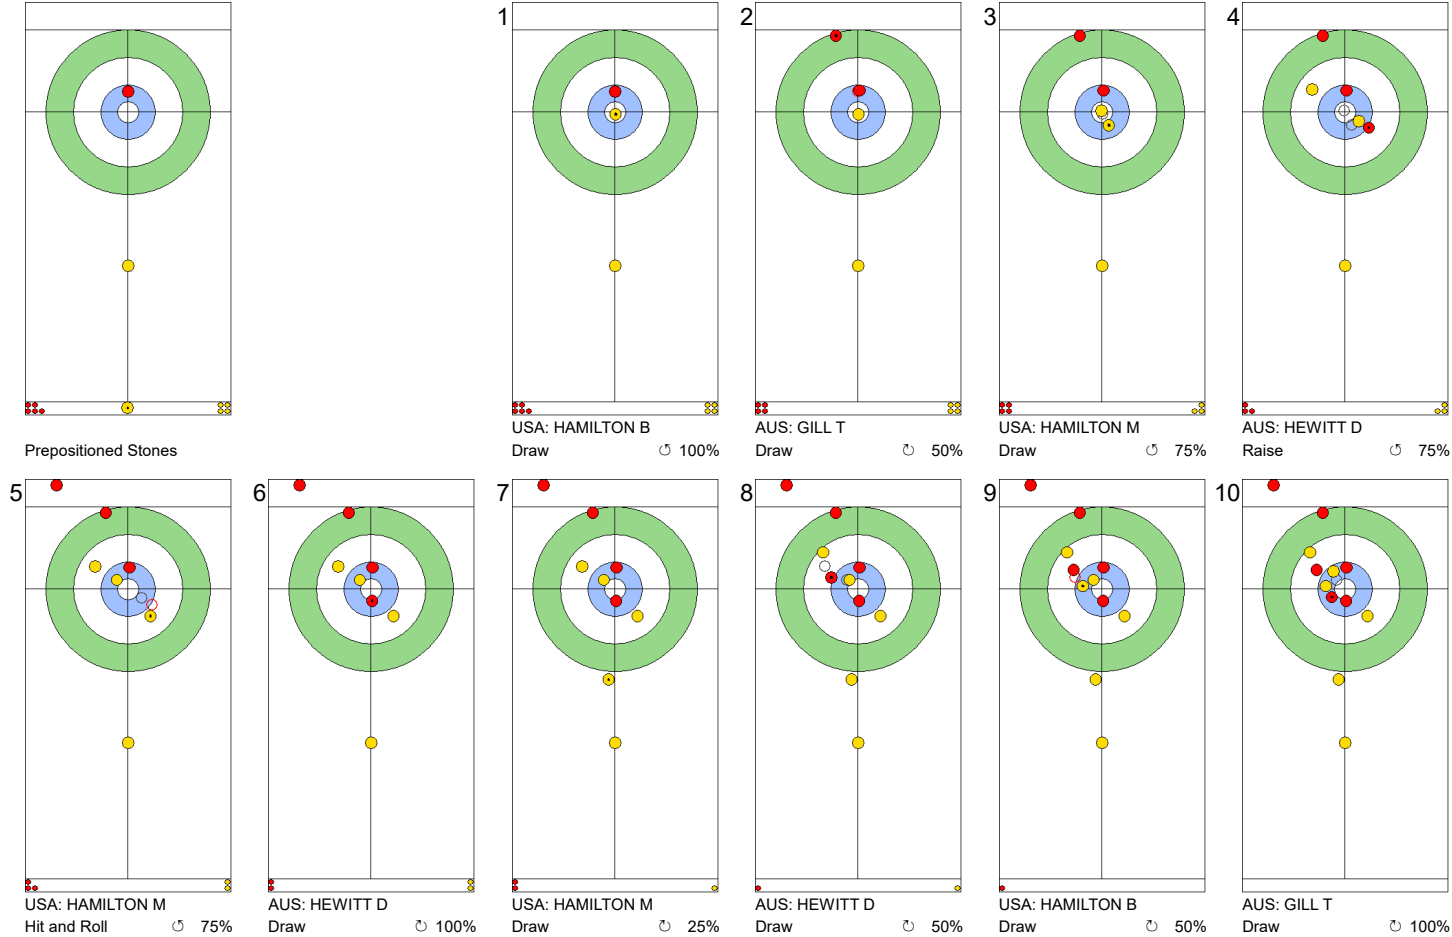 Prepositioned Stones
1
USA: HAMILTON B
Draw ↺ 100%
2
AUS: GILL T
Draw ↻ 50%
3
USA: HAMILTON M
Draw ↺ 75%
4
AUS: HEWITT D
Raise ↺ 75%
5
USA: HAMILTON M
Hit and Roll ↺ 75%
6
AUS: HEWITT D
Draw ↻ 100%
7
USA: HAMILTON M
Draw ↺ 25%
8
AUS: HEWITT D
Draw ↻ 50%
9
USA: HAMILTON B
Draw ↻ 50%
10
AUS: GILL T
Draw ↻ 100%